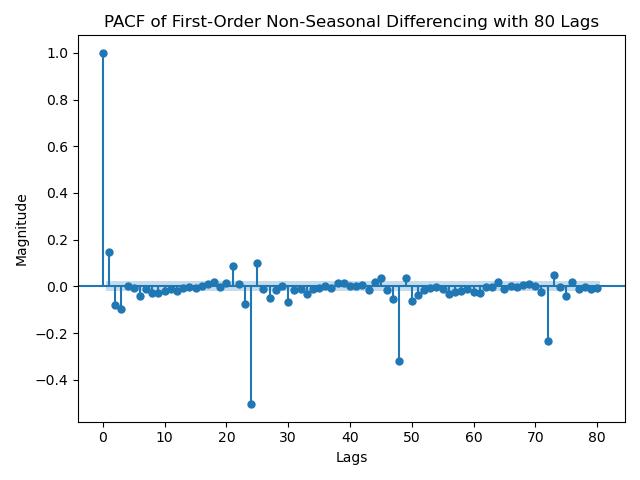 PACF of First-Order Non-Seasonal Differencing with 80 Lags
1.0
0.8
0.6
0.4
0.2
0.0
−0.2
−0.4
Magnitude
0 10 20 30 40 50 60 70 80
Lags